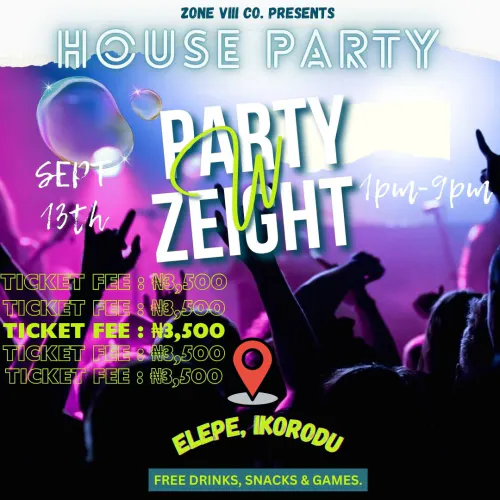 ZONE VIII CO. PRESENTS
HOUSE PARTY
PARTY
W
ZEIGHT
SEPT
13th
1pm-9pm
TICKET FEE : ₦3,500
TICKET FEE : ₦3,500
TICKET FEE : ₦3,500
TICKET FEE : ₦3,500
TICKET FEE : ₦3,500
ELEPE, IKORODU
FREE DRINKS, SNACKS & GAMES.